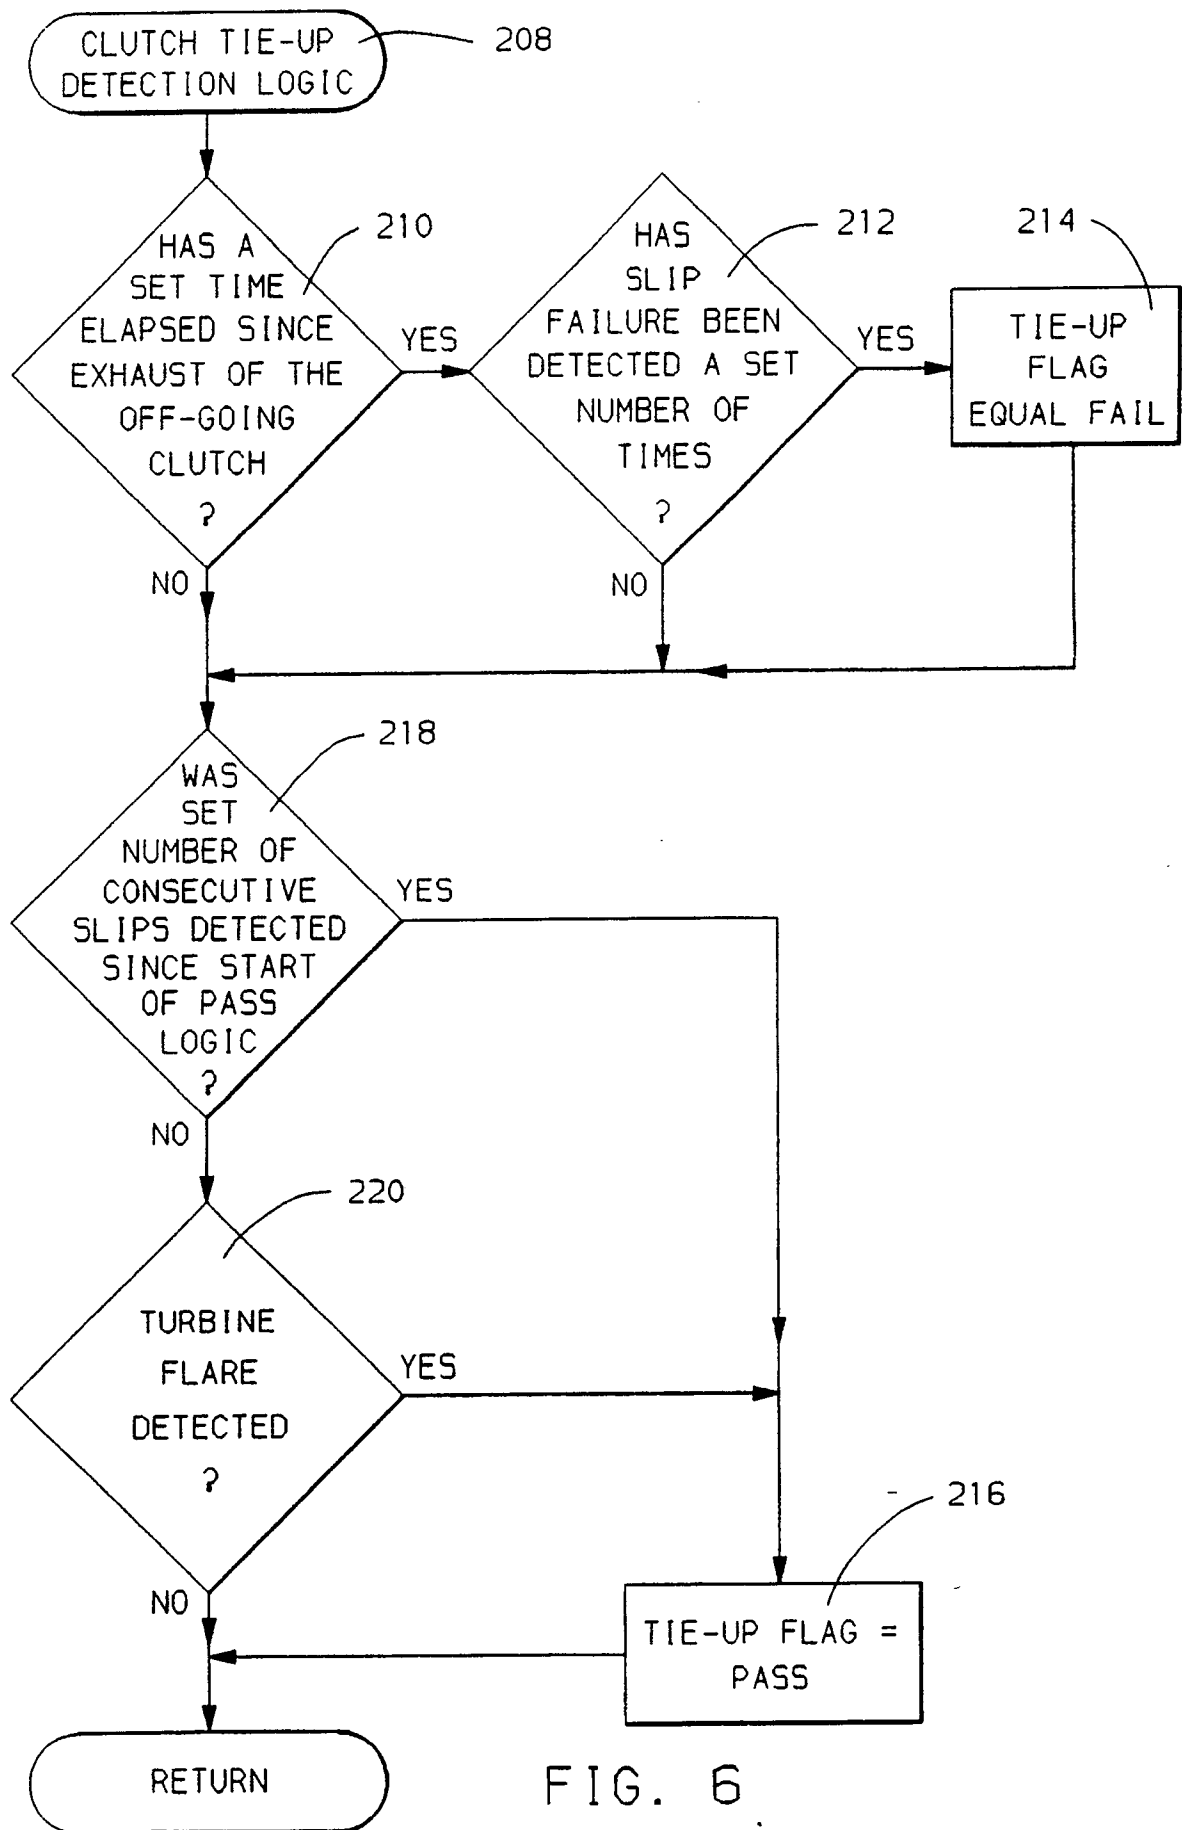 CLUTCH TIE-UP
DETECTION LOGIC
208
HAS A
SET TIME
ELAPSED SINCE
EXHAUST OF THE
OFF-GOING
CLUTCH
?
210
YES
NO
HAS
SLIP
FAILURE BEEN
DETECTED A SET
NUMBER OF
TIMES
?
212
YES
NO
214
TIE-UP
FLAG
EQUAL FAIL
218
WAS
SET
NUMBER OF
CONSECUTIVE
SLIPS DETECTED
SINCE START
OF PASS
LOGIC
?
YES
NO
220
TURBINE
FLARE
DETECTED
?
YES
NO
216
TIE-UP FLAG =
PASS
RETURN
FIG. 6